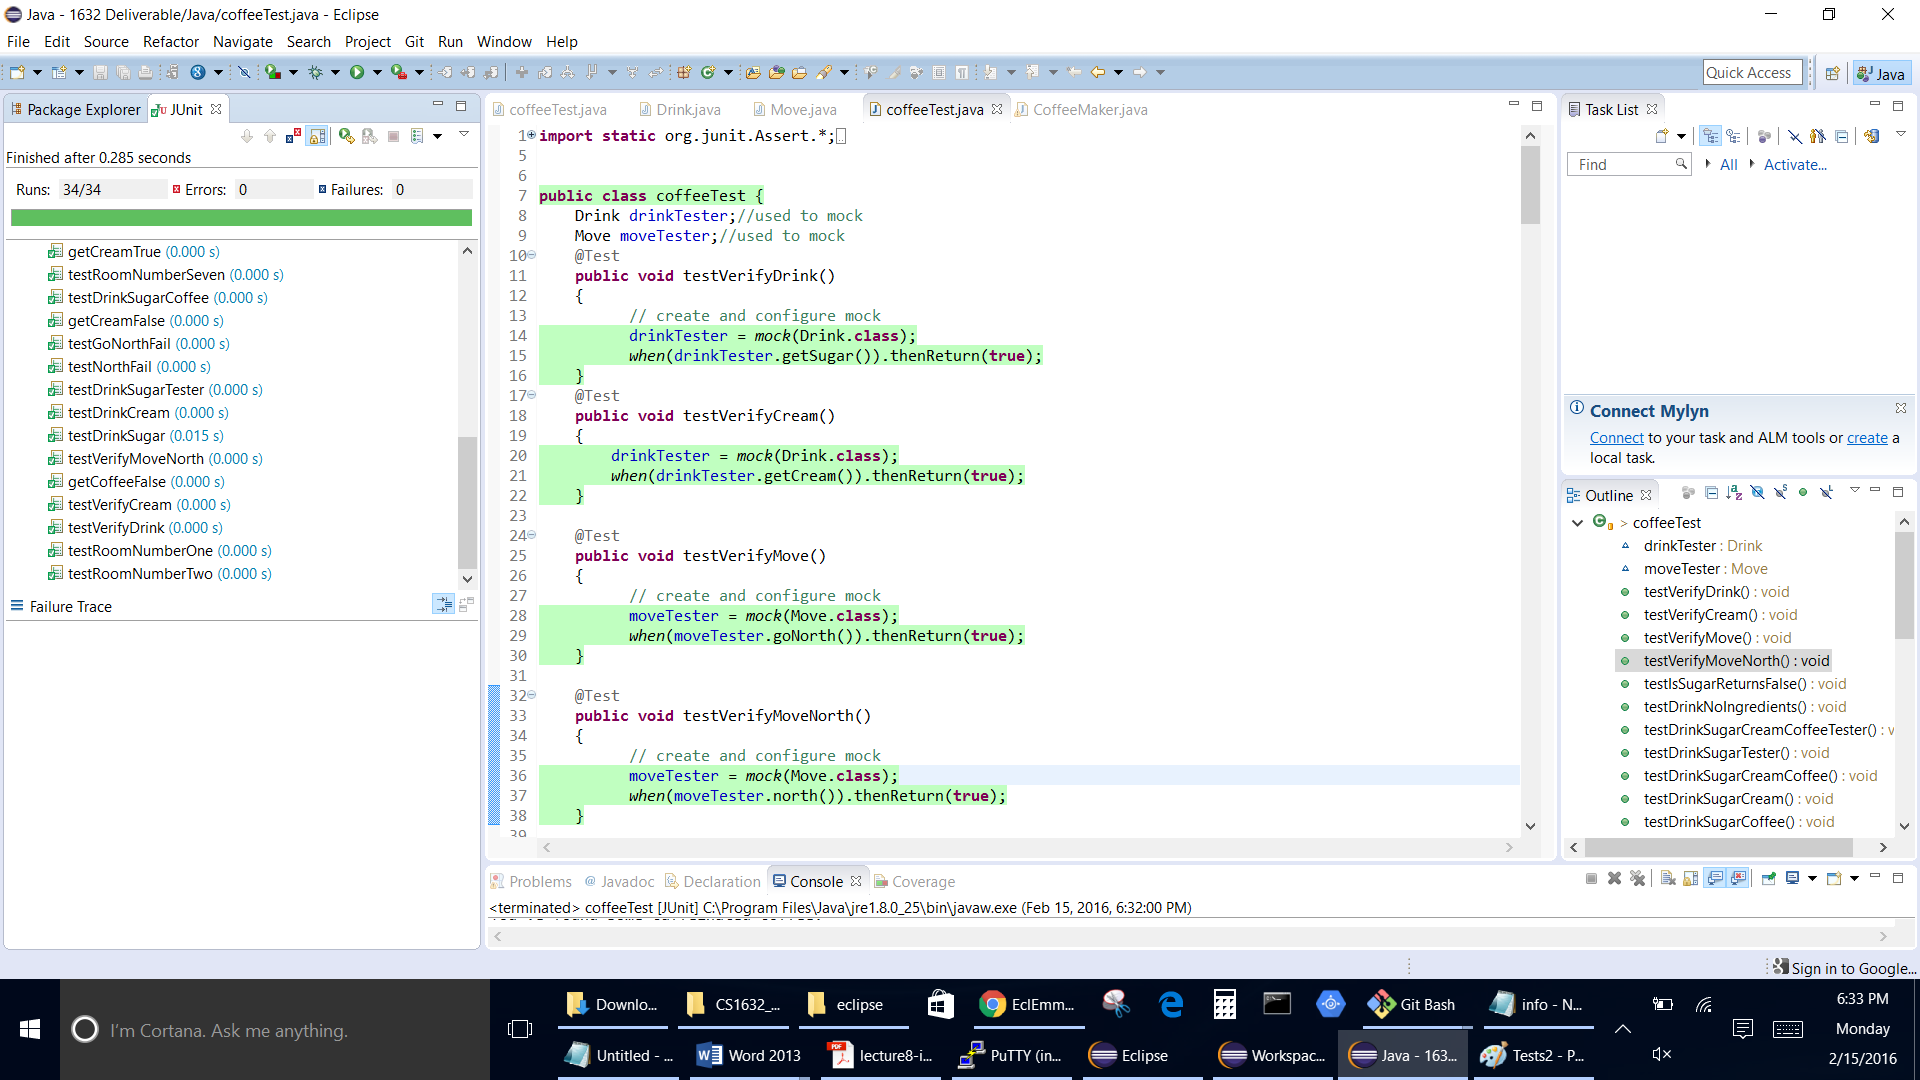 Java - 1632 Deliverable/Java/coffeeTest.java - Eclipse
File Edit Source Refactor Navigate Search Project Git Run Window Help
Quick Access
Java
Package Explorer
JUnit
Finished after 0.285 seconds
Runs: 34/34 Errors: 0 Failures: 0
getCreamTrue (0.000 s)
testRoomNumberSeven (0.000 s)
testDrinkSugarCoffee (0.000 s)
getCreamFalse (0.000 s)
testGoNorthFail (0.000 s)
testNorthFail (0.000 s)
testDrinkSugarTester (0.000 s)
testDrinkCream (0.000 s)
testDrinkSugar (0.015 s)
testVerifyMoveNorth (0.000 s)
getCoffeeFalse (0.000 s)
testVerifyCream (0.000 s)
testVerifyDrink (0.000 s)
testRoomNumberOne (0.000 s)
testRoomNumberTwo (0.000 s)
Failure Trace
coffeeTest.java Drink.java Move.java coffeeTest.java CoffeeMaker.java
1 import static org.junit.Assert.*;
5
6
7 public class coffeeTest {
8 Drink drinkTester;//used to mock
9 Move moveTester;//used to mock
10 @Test
11 public void testVerifyDrink()
12 {
13 // create and configure mock
14 drinkTester = mock(Drink.class);
15 when(drinkTester.getSugar()).thenReturn(true);
16 }
17 @Test
18 public void testVerifyCream()
19 {
20 drinkTester = mock(Drink.class);
21 when(drinkTester.getCream()).thenReturn(true);
22 }
23
24 @Test
25 public void testVerifyMove()
26 {
27 // create and configure mock
28 moveTester = mock(Move.class);
29 when(moveTester.goNorth()).thenReturn(true);
30 }
31
32 @Test
33 public void testVerifyMoveNorth()
34 {
35 // create and configure mock
36 moveTester = mock(Move.class);
37 when(moveTester.north()).thenReturn(true);
38 }
39
Task List
Find All Activate...
Connect Mylyn
Connect to your task and ALM tools or create a
local task.
Outline
> coffeeTest
drinkTester : Drink
moveTester : Move
testVerifyDrink() : void
testVerifyCream() : void
testVerifyMove() : void
testVerifyMoveNorth() : void
testIsSugarReturnsFalse() : void
testDrinkNoIngredients() : void
testDrinkSugarCreamCoffeeTester() : v
testDrinkSugarTester() : void
testDrinkSugarCreamCoffee() : void
testDrinkSugarCream() : void
testDrinkSugarCoffee() : void
Problems @ Javadoc Declaration Console Coverage
<terminated> coffeeTest [JUnit] C:\Program Files\Java\jre1.8.0_25\bin\javaw.exe (Feb 15, 2016, 6:32:00 PM)
Sign in to Google...
I'm Cortana. Ask me anything.
Downlo... CS1632_... eclipse EclEmm... Git Bash info - N...
Untitled - ... Word 2013 lecture8-i... PuTTY (in... Eclipse Workspac... Java - 163... Tests2 - P...
6:33 PM
Monday
2/15/2016